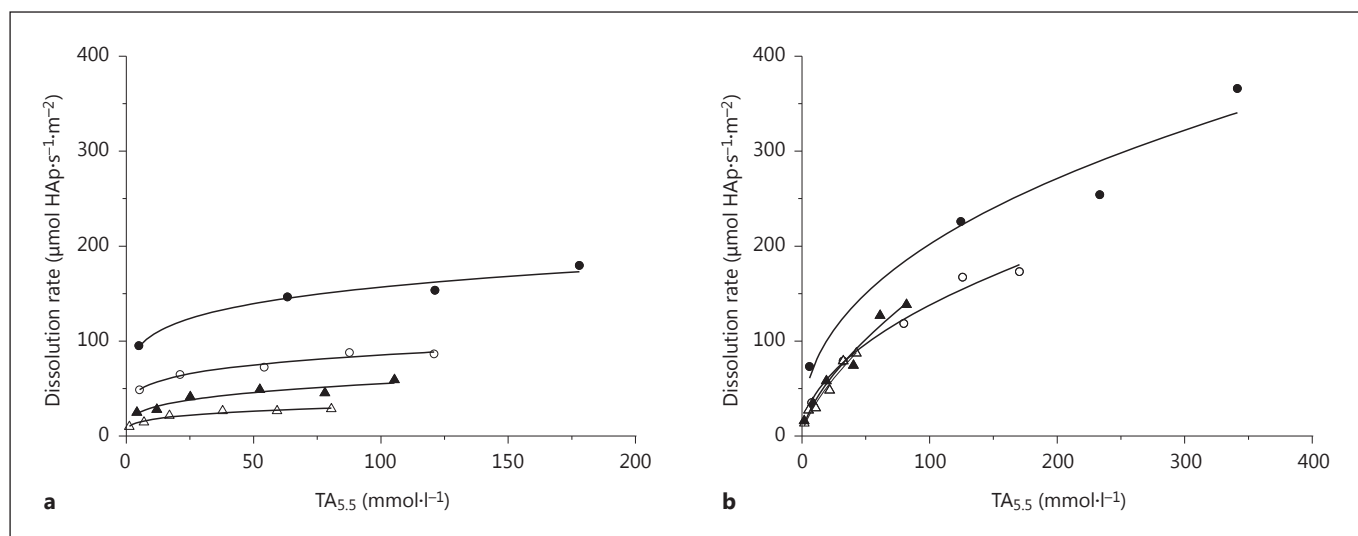 400
300
200
100
0
Dissolution rate (μmol HAp·s⁻¹·m⁻²)
0 50 100 150 200
TA₅.₅ (mmol·l⁻¹)
a
400
300
200
100
0
Dissolution rate (μmol HAp·s⁻¹·m⁻²)
0 100 200 300 400
TA₅.₅ (mmol·l⁻¹)
b